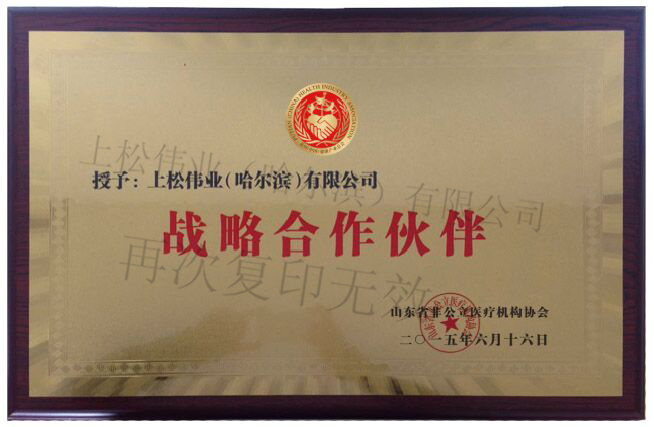 HEALTH INDUSTRY ASSOCIATION
授予：上松伟业（哈尔滨）有限公司
战略合作伙伴
山东省非公立医疗机构协会
二〇一五年六月十六日
上松伟业（哈尔滨）有限公司
再次复印无效